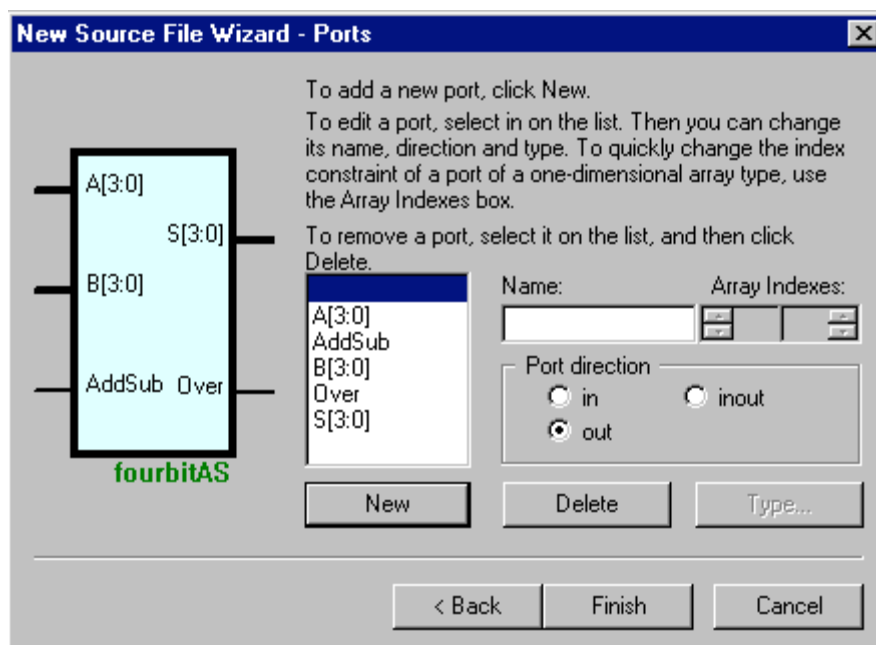 New Source File Wizard - Ports
To add a new port, click New.
To edit a port, select in on the list. Then you can change
its name, direction and type. To quickly change the index
constraint of a port of a one-dimensional array type, use
the Array Indexes box.
To remove a port, select it on the list, and then click
Delete.
A[3:0]
S[3:0]
B[3:0]
AddSub Over
fourbitAS
A[3:0]
AddSub
B[3:0]
Over
S[3:0]
Name: Array Indexes:
Port direction
in inout
out
New Delete Type...
< Back Finish Cancel